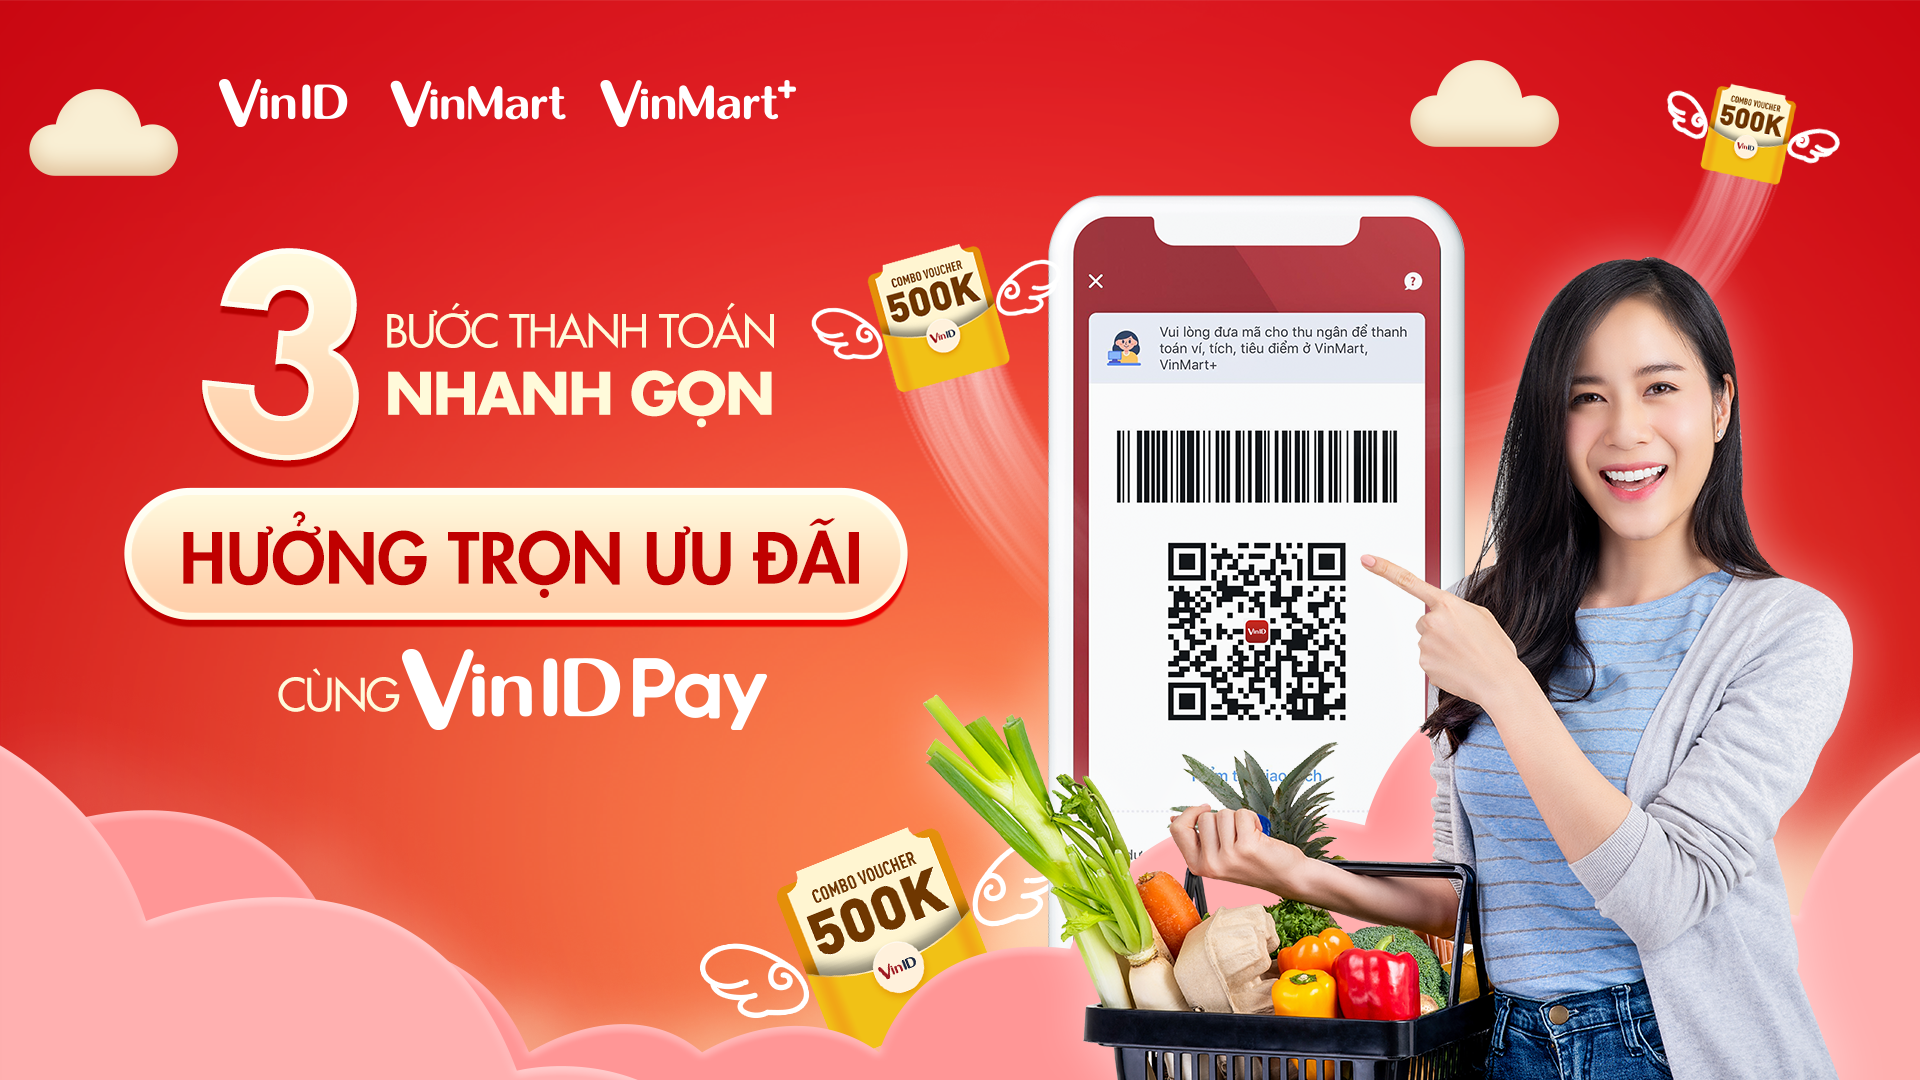 VinID VinMart VinMart+
3
BƯỚC THANH TOÁN
NHANH GỌN
HƯỞNG TRỌN ƯU ĐÃI
CÙNG VinID Pay
COMBO VOUCHER
500K
VinID
COMBO VOUCHER
500K
VinID
COMBO VOUCHER
500K
VinID
?
Vui lòng đưa mã cho thu ngân để thanh
toán ví, tích, tiêu điểm ở VinMart,
VinMart+
VinID